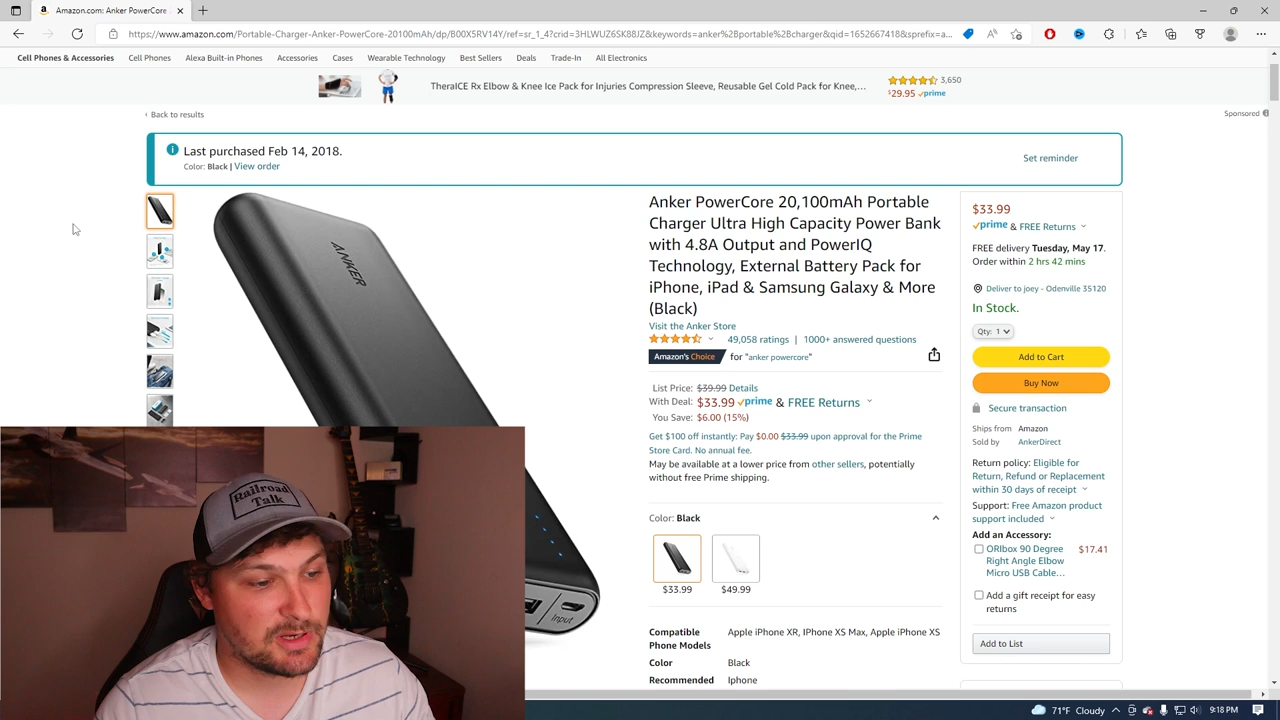 Amazon.com: Anker PowerCore
https://www.amazon.com/Portable-Charger-Anker-PowerCore-20100mAh/dp/B00X5RV14Y/ref=sr_1_4?crid=3HLWUZ6SK88JZ&keywords=anker%2Bportable%2Bcharger&qid=1652667418&sprefix=a...
Cell Phones & Accessories Cell Phones Alexa Built-in Phones Accessories Cases Wearable Technology Best Sellers Deals Trade-In All Electronics
TheraICE Rx Elbow & Knee Ice Pack for Injuries Compression Sleeve, Reusable Gel Cold Pack for Knee,...
3,650
$29.95 prime
‹ Back to results
Sponsored
Last purchased Feb 14, 2018.
Color: Black | View order
Set reminder
ANKER
Input
Anker PowerCore 20,100mAh Portable
Charger Ultra High Capacity Power Bank
with 4.8A Output and PowerIQ
Technology, External Battery Pack for
iPhone, iPad & Samsung Galaxy & More
(Black)
Visit the Anker Store
49,058 ratings | 1000+ answered questions
Amazon's Choice for "anker powercore"
List Price: $39.99 Details
With Deal: $33.99 prime & FREE Returns
You Save: $6.00 (15%)
Get $100 off instantly: Pay $0.00 $33.99 upon approval for the Prime
Store Card. No annual fee.
May be available at a lower price from other sellers, potentially
without free Prime shipping.
Color: Black
$33.99 $49.99
Compatible Phone Models Apple iPhone XR, IPhone XS Max, Apple iPhone XS
Color Black
Recommended Iphone
$33.99
prime & FREE Returns
FREE delivery Tuesday, May 17.
Order within 2 hrs 42 mins
Deliver to joey - Odenville 35120
In Stock.
Qty: 1
Add to Cart
Buy Now
Secure transaction
Ships from Amazon
Sold by AnkerDirect
Return policy: Eligible for
Return, Refund or Replacement
within 30 days of receipt
Support: Free Amazon product
support included
Add an Accessory:
ORIbox 90 Degree $17.41
Right Angle Elbow
Micro USB Cable...
Add a gift receipt for easy
returns
Add to List
Railroad
Talk
71°F Cloudy 9:18 PM